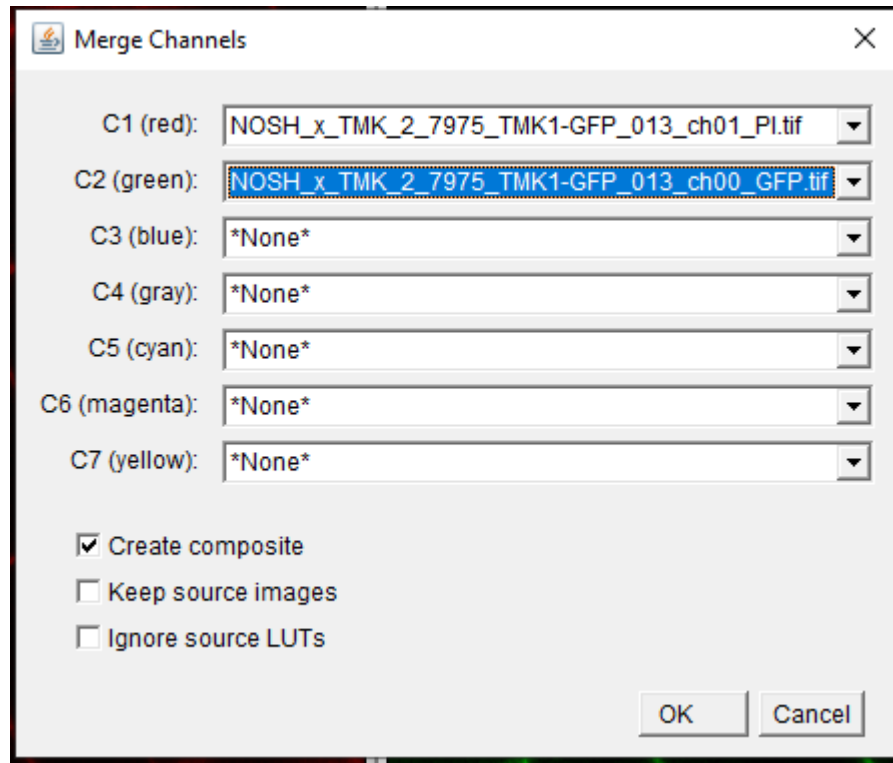 Merge Channels
C1 (red): NOSH_x_TMK_2_7975_TMK1-GFP_013_ch01_PI.tif
C2 (green): NOSH_x_TMK_2_7975_TMK1-GFP_013_ch00_GFP.tif
C3 (blue): *None*
C4 (gray): *None*
C5 (cyan): *None*
C6 (magenta): *None*
C7 (yellow): *None*
Create composite
Keep source images
Ignore source LUTs
OK Cancel